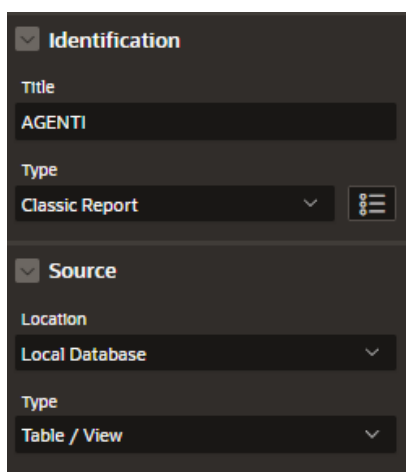 Identification
Title
AGENTI
Type
Classic Report
Source
Location
Local Database
Type
Table / View